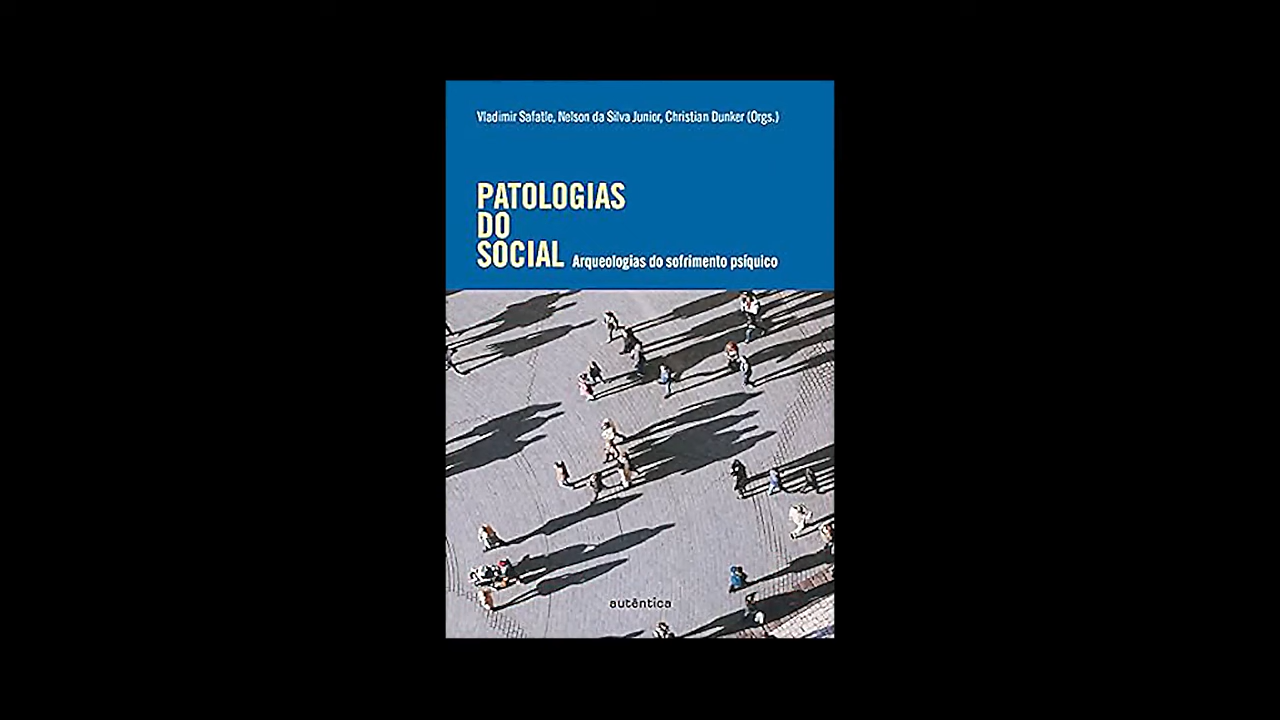 Vladimir Safatle, Nelson da Silva Junior, Christian Dunker (Orgs.)
PATOLOGIAS
DO
SOCIAL Arqueologias do sofrimento psíquico
autêntica